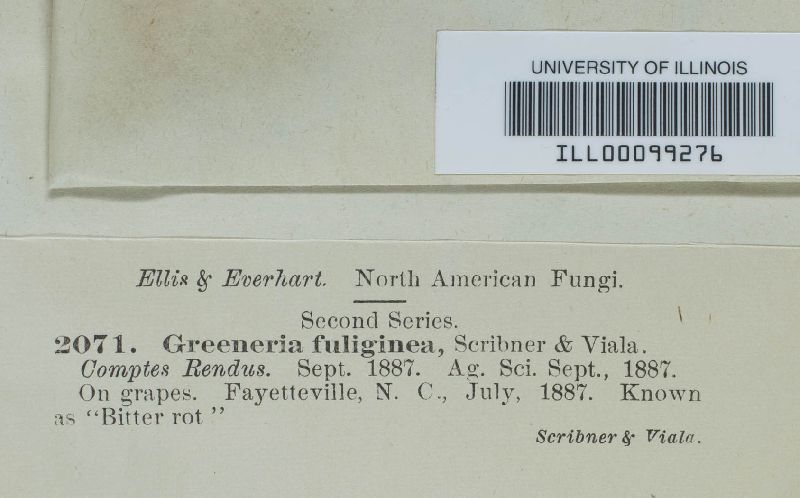 UNIVERSITY OF ILLINOIS
ILL00099276
Ellis & Everhart. North American Fungi.
Second Series.
2071. Greeneria fuliginea, Scribner & Viala.
Comptes Rendus. Sept. 1887. Ag. Sci. Sept., 1887.
On grapes. Fayetteville, N. C., July, 1887. Known
as "Bitter rot"
Scribner & Viala.